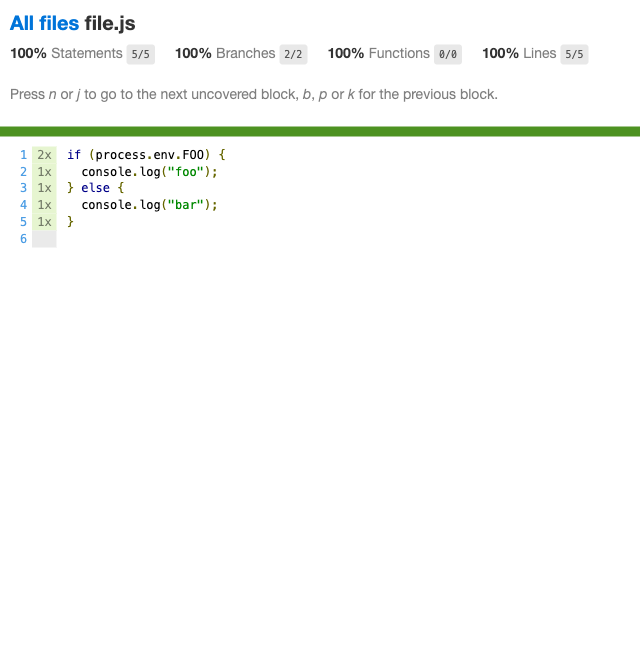 All files file.js
100% Statements 5/5 100% Branches 2/2 100% Functions 0/0 100% Lines 5/5
Press n or j to go to the next uncovered block, b, p or k for the previous block.
1 2x if (process.env.FOO) {
2 1x   console.log("foo");
3 1x } else {
4 1x   console.log("bar");
5 1x }
6